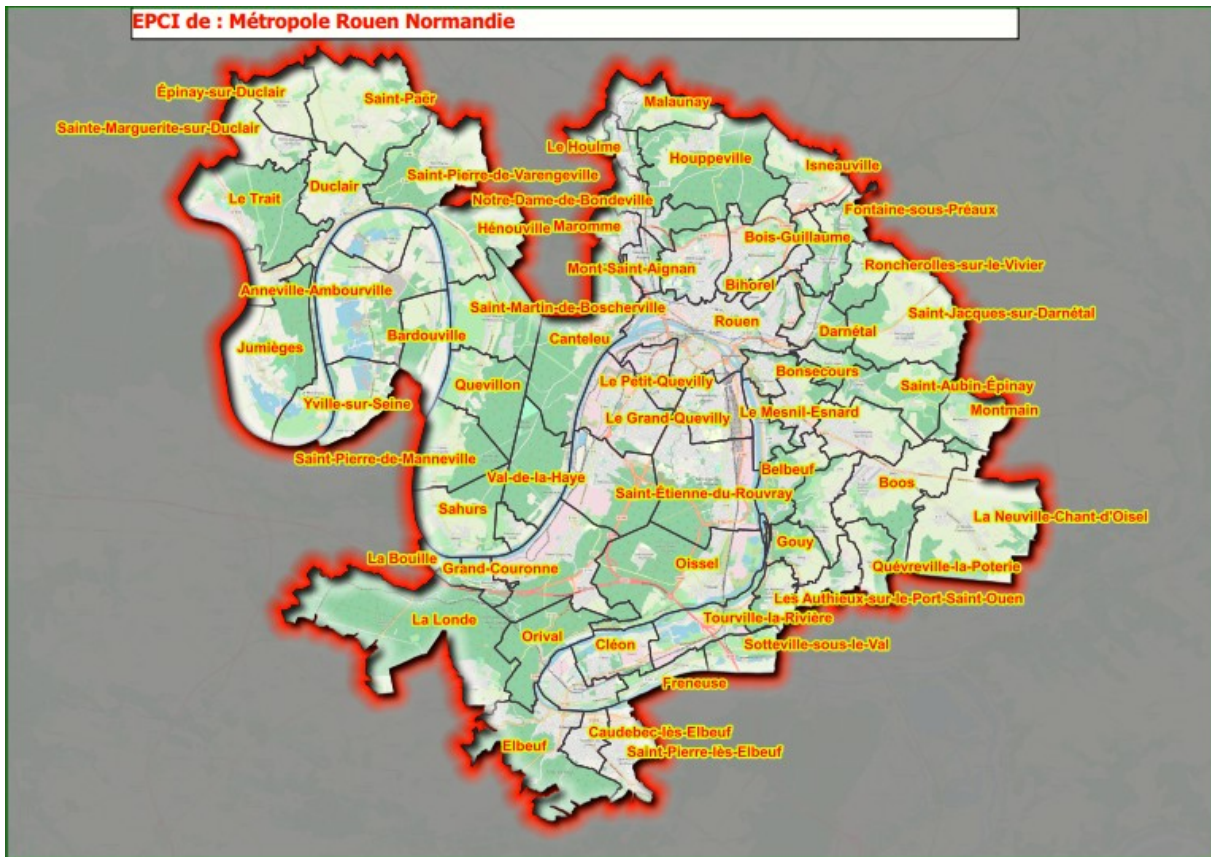 EPCI de : Métropole Rouen Normandie
Épinay-sur-Duclair
Saint-Paër
Malaunay
Sainte-Marguerite-sur-Duclair
Le Houlme
Houppeville
Isneauville
Saint-Pierre-de-Varengeville
Duclair
Le Trait
Notre-Dame-de-Bondeville
Fontaine-sous-Préaux
Hénouville
Maromme
Bois-Guillaume
Mont-Saint-Aignan
Roncherolles-sur-le-Vivier
Anneville-Ambourville
Bihorel
Saint-Martin-de-Boscherville
Saint-Jacques-sur-Darnétal
Rouen
Bardouville
Canteleu
Darnétal
Jumièges
Bonsecours
Quevillon
Le Petit-Quevilly
Saint-Aubin-Épinay
Yville-sur-Seine
Le Grand-Quevilly
Le Mesnil-Esnard
Montmain
Saint-Pierre-de-Manneville
Belbeuf
Val-de-la-Haye
Boos
Saint-Étienne-du-Rouvray
Sahurs
La Neuville-Chant-d'Oisel
Gouy
La Bouille
Oissel
Grand-Couronne
Quévreville-la-Poterie
Les Authieux-sur-le-Port-Saint-Ouen
La Londe
Tourville-la-Rivière
Orival
Cléon
Sotteville-sous-le-Val
Freneuse
Caudebec-lès-Elbeuf
Elbeuf
Saint-Pierre-lès-Elbeuf